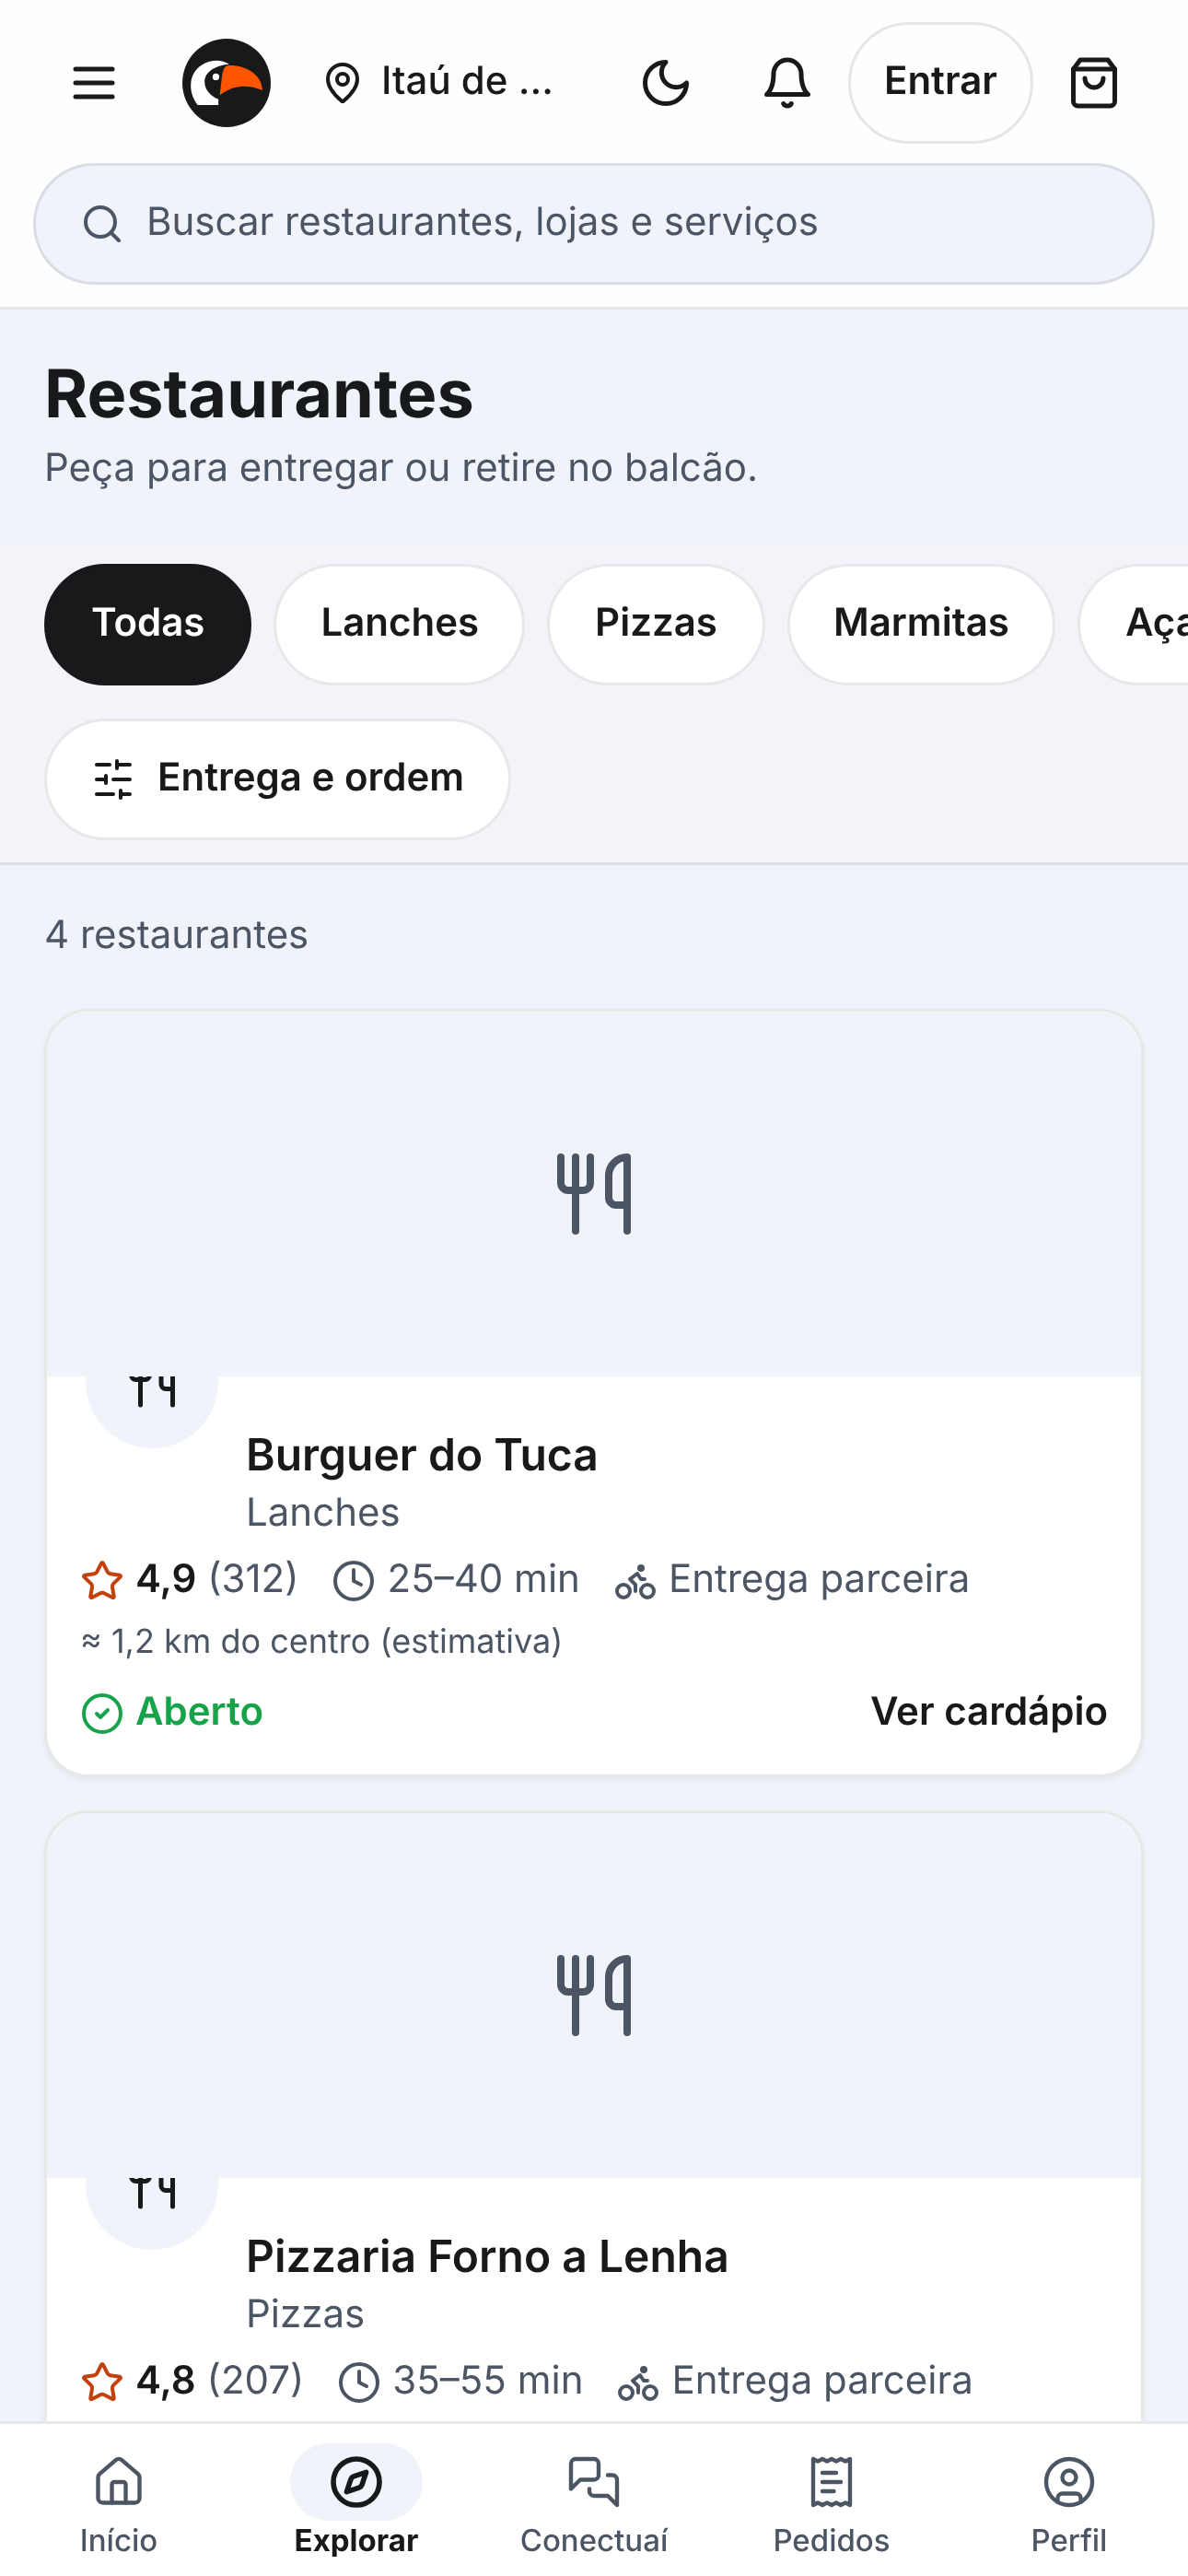 Itaú de ...
Entrar
Buscar restaurantes, lojas e serviços
Restaurantes
Peça para entregar ou retire no balcão.
Todas
Lanches
Pizzas
Marmitas
Entrega e ordem
4 restaurantes
Burguer do Tuca
Lanches
4,9 (312) 25–40 min Entrega parceira
≈ 1,2 km do centro (estimativa)
Aberto Ver cardápio
Pizzaria Forno a Lenha
Pizzas
4,8 (207) 35–55 min Entrega parceira
Início Explorar Conectuaí Pedidos Perfil